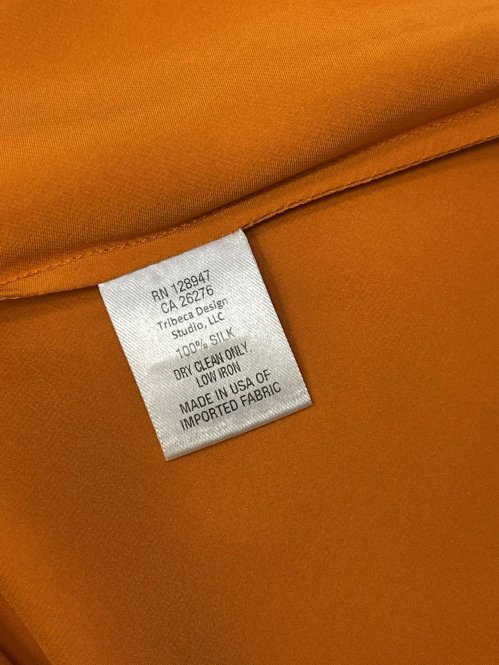 RN 128947
CA 26276
Tribeca Design
Studio, LLC
100% SILK
DRY CLEAN ONLY
LOW IRON
MADE IN USA OF
IMPORTED FABRIC